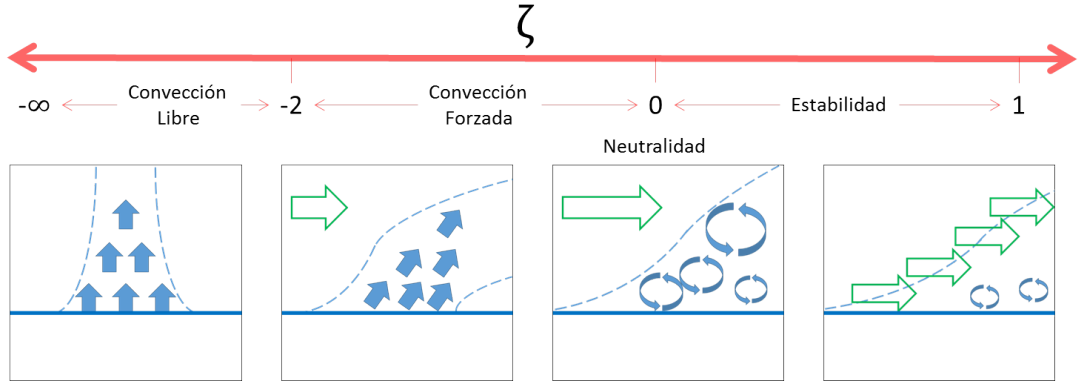 ζ
-∞
Convección
Libre
-2
Convección
Forzada
0
Estabilidad
1
Neutralidad